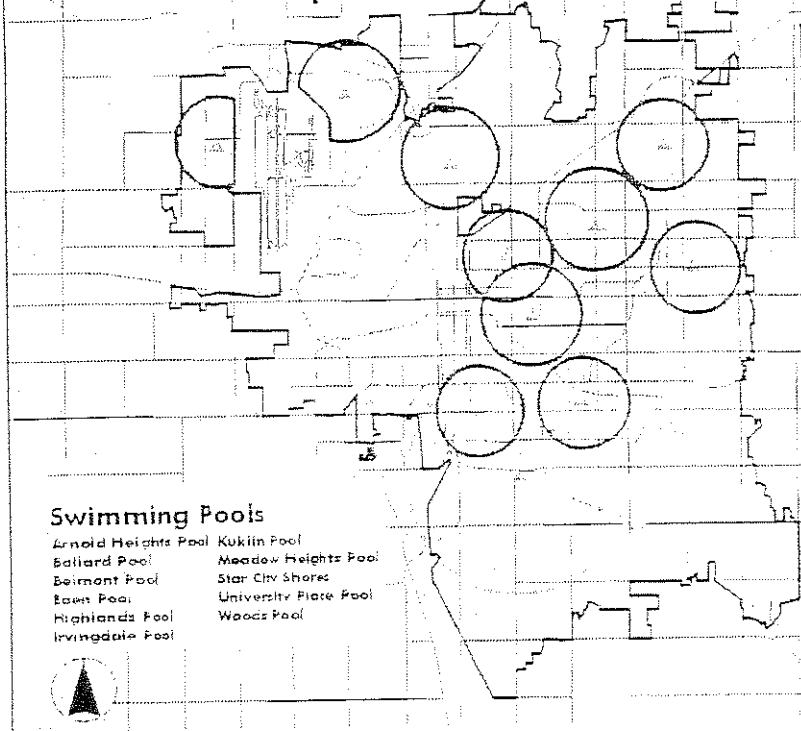 Swimming Pools
Arnold Heights Pool
Ballard Pool
Belmont Pool
Eden Pool
Highlands Pool
Irvingdale Pool
Kuklin Pool
Meadow Heights Pool
Star City Shores
University Place Pool
Woods Pool